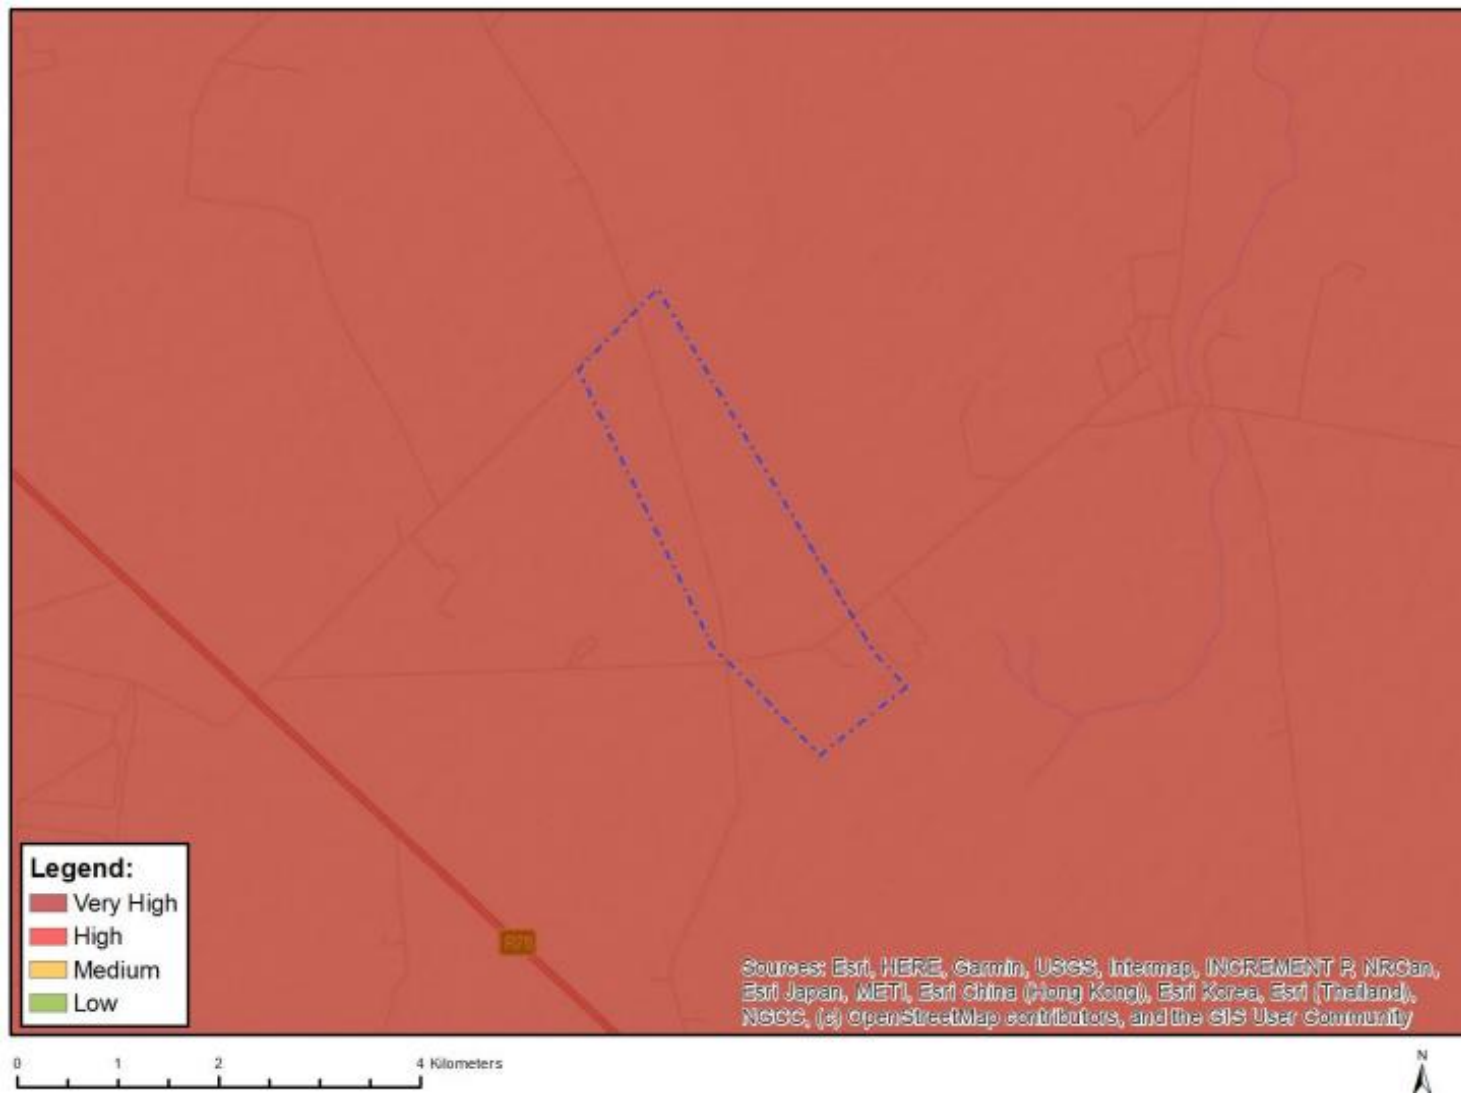 Legend:
Very High
High
Medium
Low
Sources: Esri, HERE, Garmin, USGS, Intermap, INCREMENT P, NRCan,
Esri Japan, METI, Esri China (Hong Kong), Esri Korea, Esri (Thailand),
NGCC, (c) OpenStreetMap contributors, and the GIS User Community
0 1 2 4 Kilometers
N